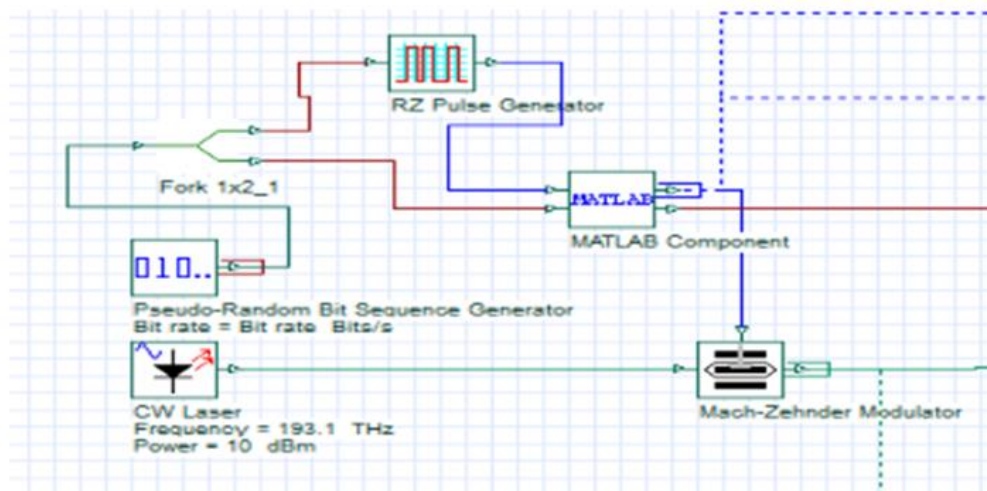 RZ Pulse Generator
Fork 1x2_1
MATLAB
MATLAB Component
010..
Pseudo-Random Bit Sequence Generator
Bit rate = Bit rate Bits/s
CW Laser
Frequency = 193.1 THz
Power = 10 dBm
Mach-Zehnder Modulator